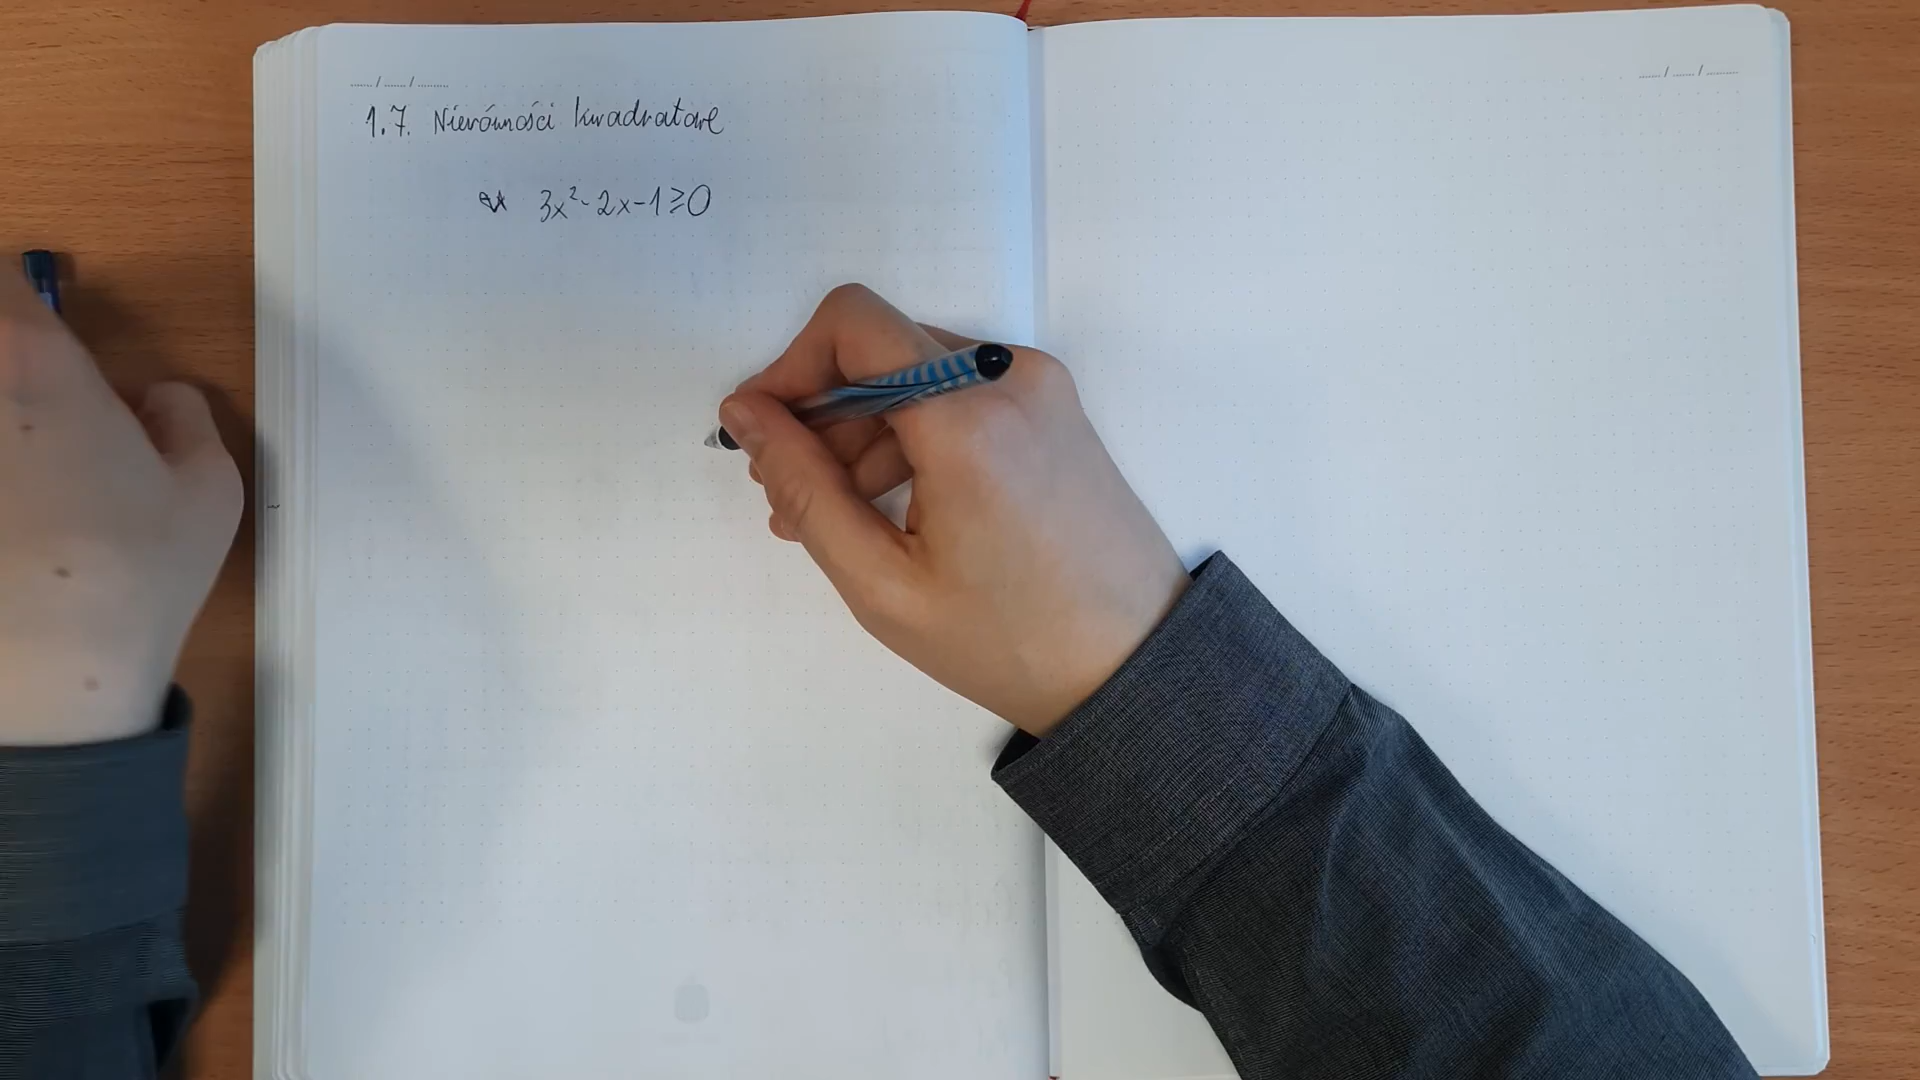 ...... / ...... / .........
...... / ...... / .........
1.7. Nierówności kwadratowe
3x²-2x-1≥0